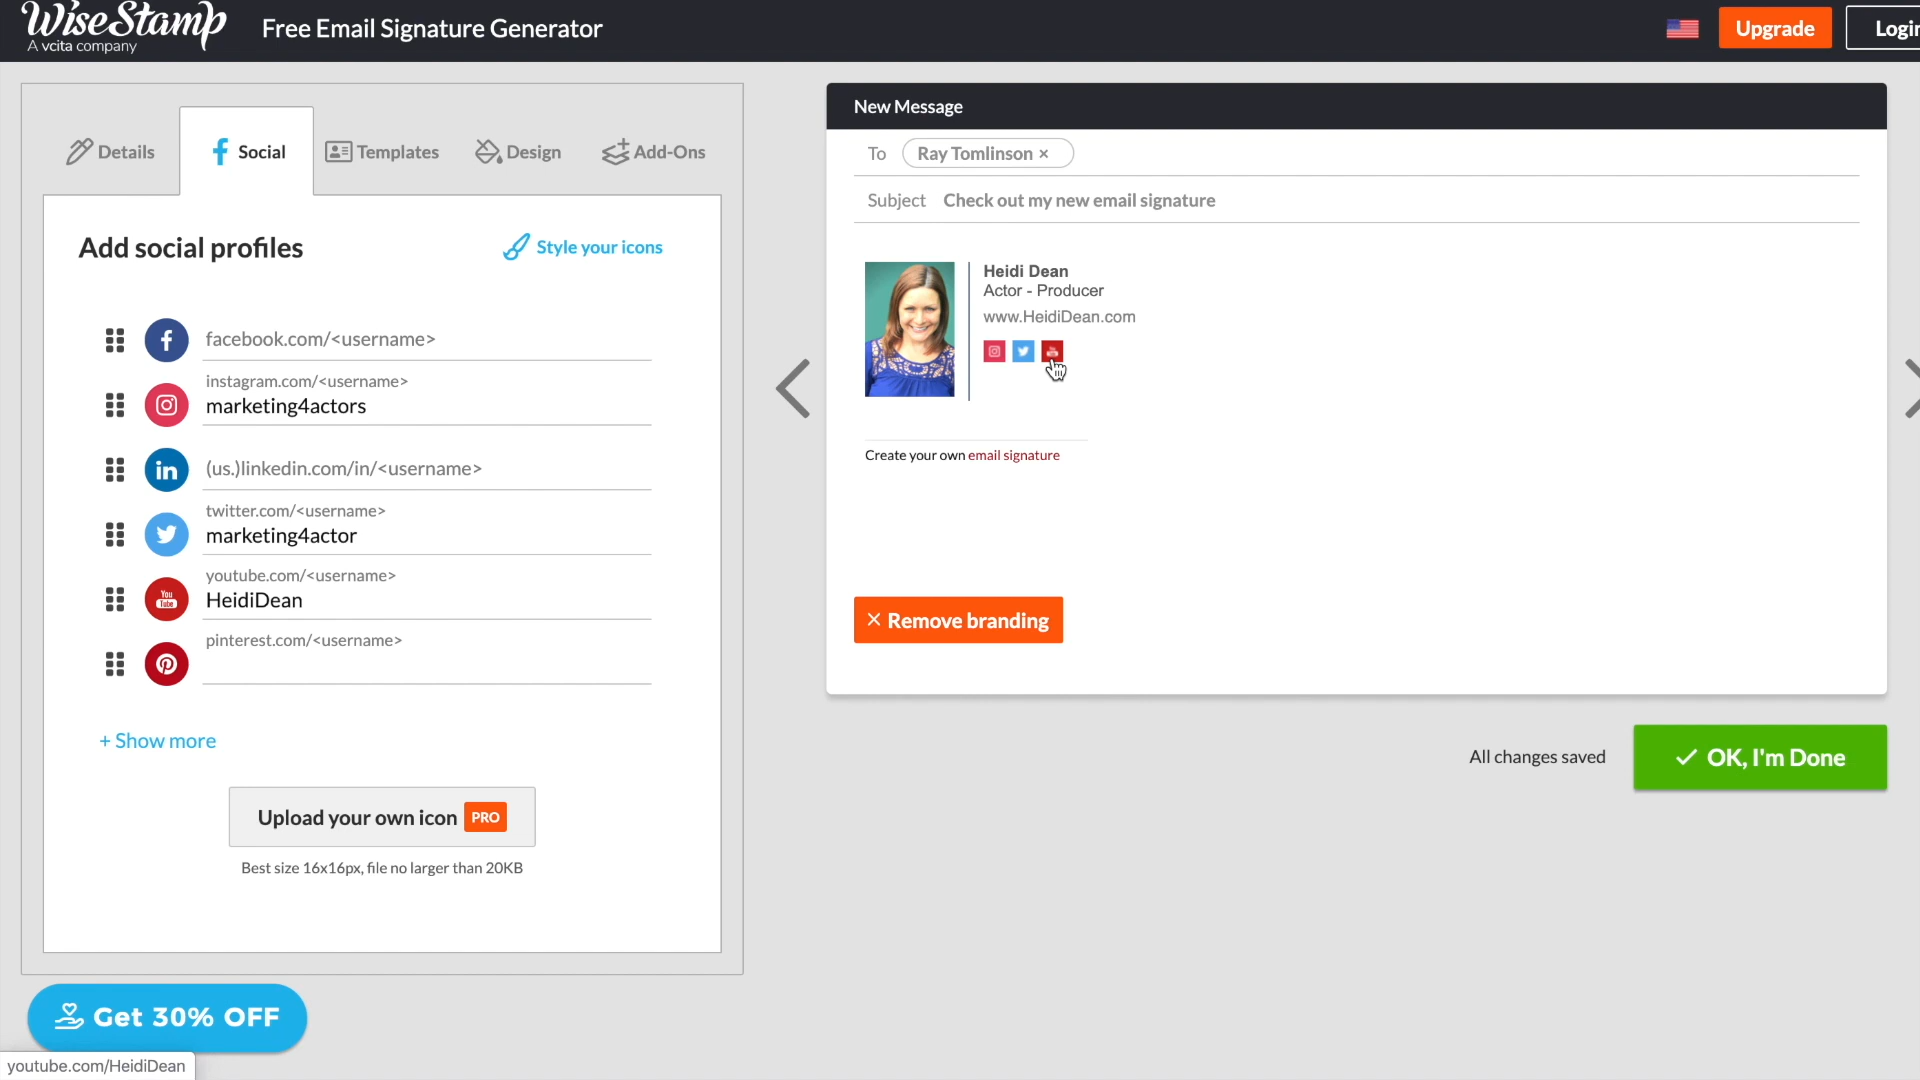 WiseStamp
A vcita company
Free Email Signature Generator
Upgrade
Login
Details
Social
Templates
Design
Add-Ons
Add social profiles
Style your icons
facebook.com/<username>
instagram.com/<username>
marketing4actors
(us.)linkedin.com/in/<username>
twitter.com/<username>
marketing4actor
youtube.com/<username>
You
Tube
HeidiDean
pinterest.com/<username>
+ Show more
Upload your own icon PRO
Best size 16x16px, file no larger than 20KB
Get 30% OFF
youtube.com/HeidiDean
New Message
To Ray Tomlinson ×
Subject Check out my new email signature
Heidi Dean
Actor - Producer
www.HeidiDean.com
Create your own email signature
× Remove branding
All changes saved
OK, I'm Done